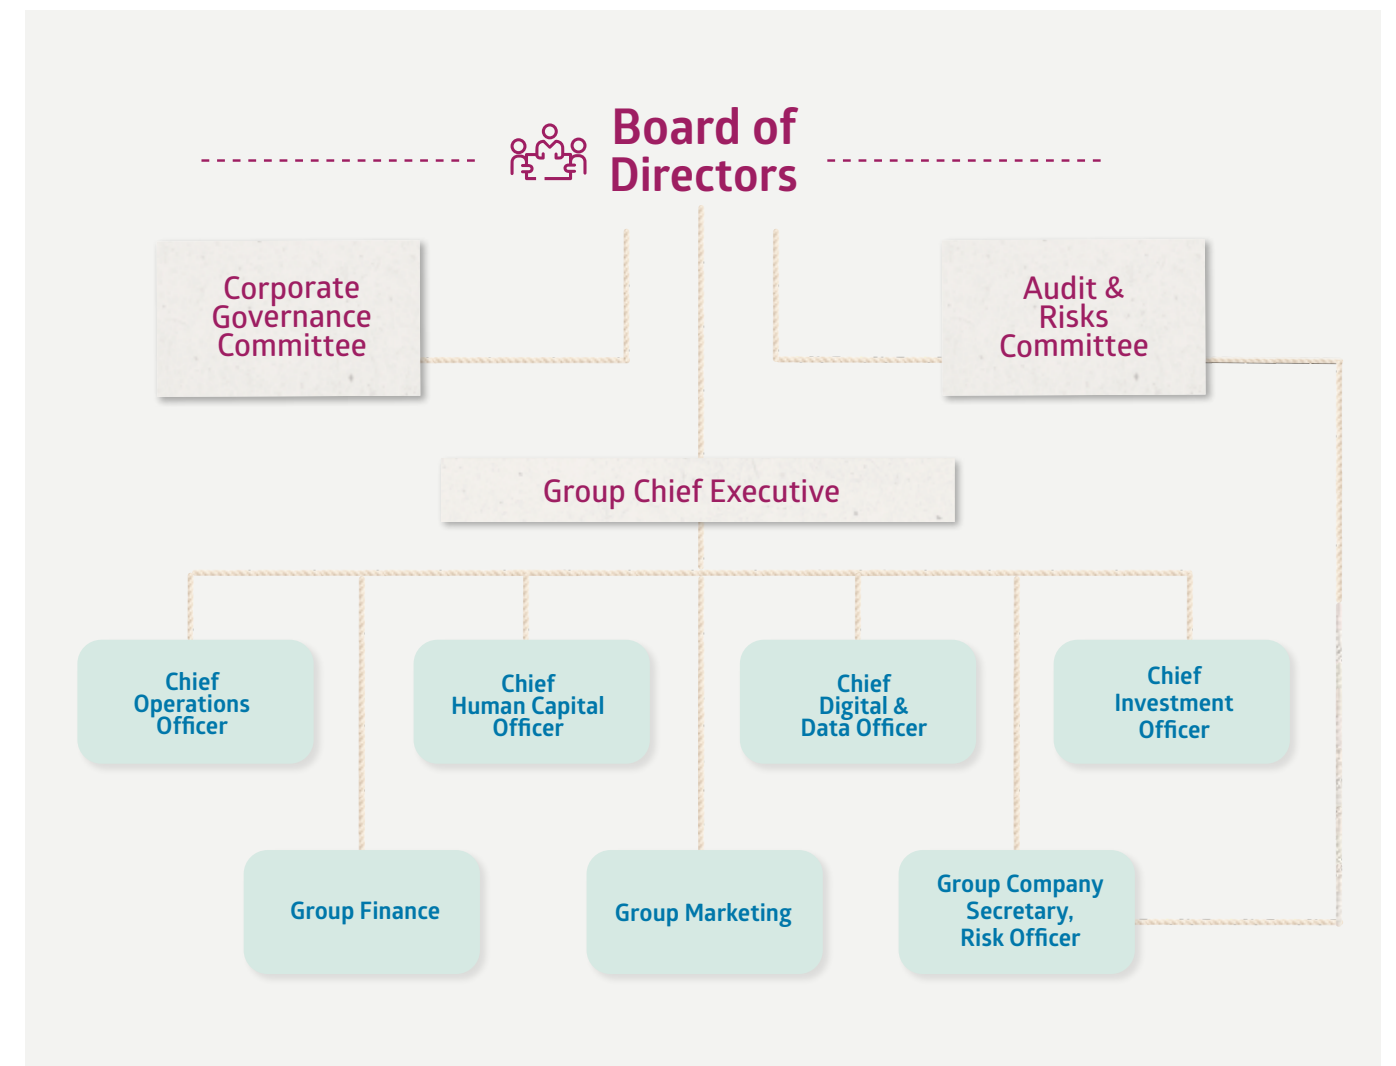 Board of
Directors
Corporate
Governance
Committee
Audit &
Risks
Committee
Group Chief Executive
Chief
Operations
Officer
Chief
Human Capital
Officer
Chief
Digital &
Data Officer
Chief
Investment
Officer
Group Finance
Group Marketing
Group Company
Secretary,
Risk Officer